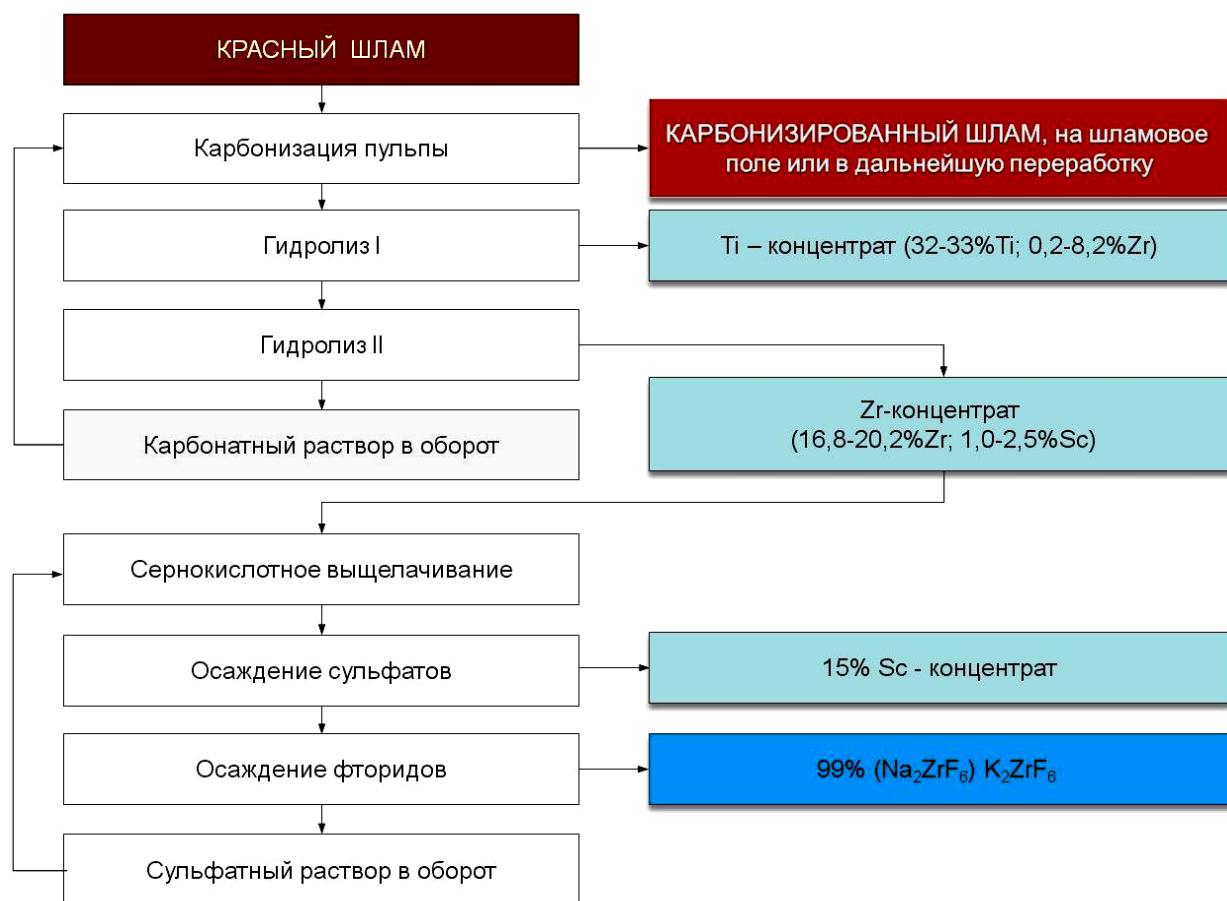 КРАСНЫЙ ШЛАМ
Карбонизация пульпы
КАРБОНИЗИРОВАННЫЙ ШЛАМ, на шламовое
поле или в дальнейшую переработку
Гидролиз I
Ti – концентрат (32-33%Ti; 0,2-8,2%Zr)
Гидролиз II
Zr-концентрат
(16,8-20,2%Zr; 1,0-2,5%Sc)
Карбонатный раствор в оборот
Сернокислотное выщелачивание
Осаждение сульфатов
15% Sc - концентрат
Осаждение фторидов
99% (Na₂ZrF₆) K₂ZrF₆
Сульфатный раствор в оборот